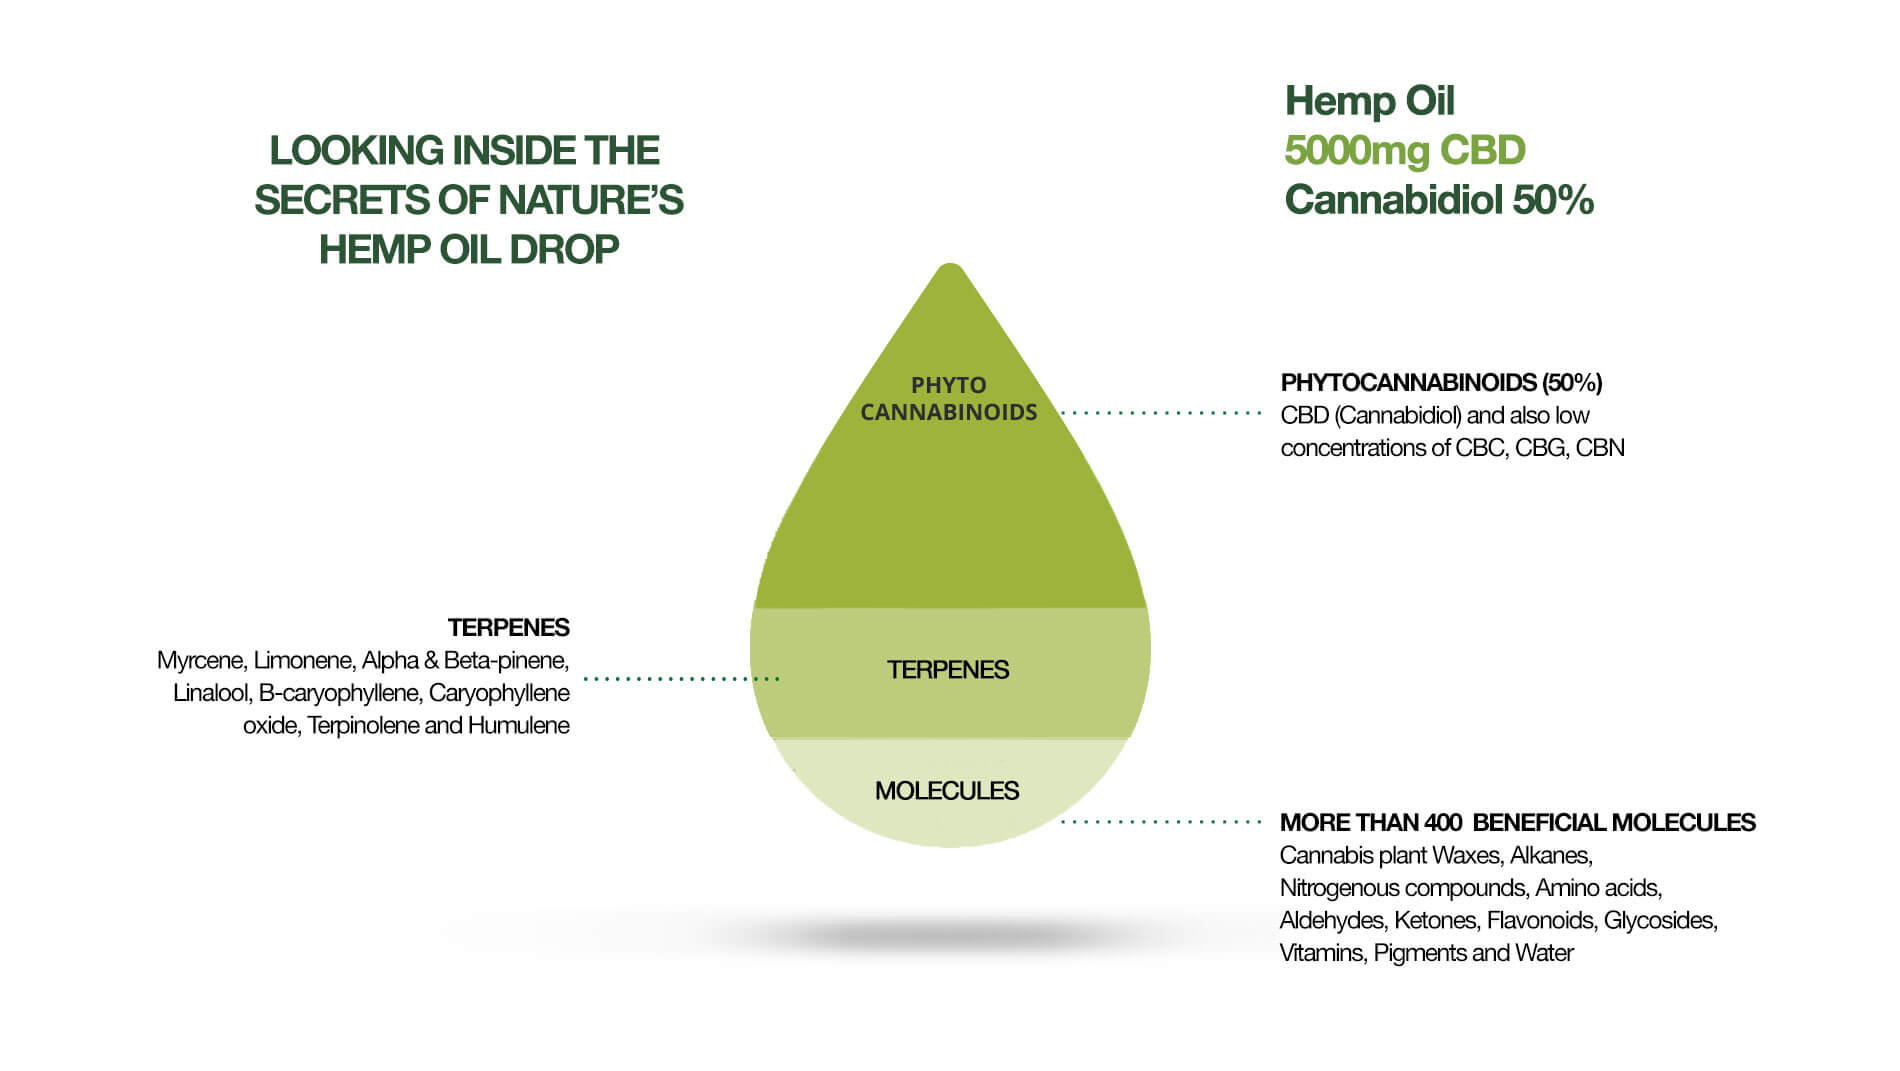 LOOKING INSIDE THE
SECRETS OF NATURE’S
HEMP OIL DROP
Hemp Oil
5000mg CBD
Cannabidiol 50%
PHYTO
CANNABINOIDS
PHYTOCANNABINOIDS (50%)
CBD (Cannabidiol) and also low
concentrations of CBC, CBG, CBN
TERPENES
Myrcene, Limonene, Alpha & Beta-pinene,
Linalool, B-caryophyllene, Caryophyllene
oxide, Terpinolene and Humulene
TERPENES
MOLECULES
MORE THAN 400 BENEFICIAL MOLECULES
Cannabis plant Waxes, Alkanes,
Nitrogenous compounds, Amino acids,
Aldehydes, Ketones, Flavonoids, Glycosides,
Vitamins, Pigments and Water